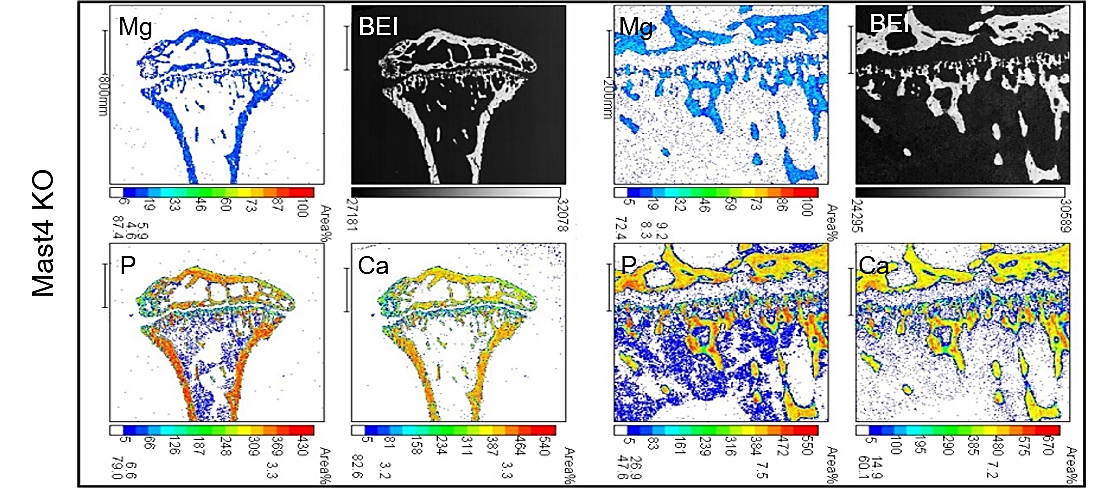 Mast4 KO
Mg
BEI
Mg
BEI
800mm
200mm
6 19 33 46 60 73 87 100
Area%
87.4 4.6 5.9
27181 32078
5 19 32 46 59 73 86 100
Area%
72.4 8.3 9.2
24295 30589
P
Ca
P
Ca
5 66 126 187 248 309 369 430
Area%
79.0 6.6 3.3
5 81 158 234 311 387 464 540
Area%
82.6 3.2 3.3
5 83 161 239 316 384 472 550
Area%
47.6 26.9 7.5
5 100 195 290 385 480 575 670
Area%
60.1 14.9 7.2